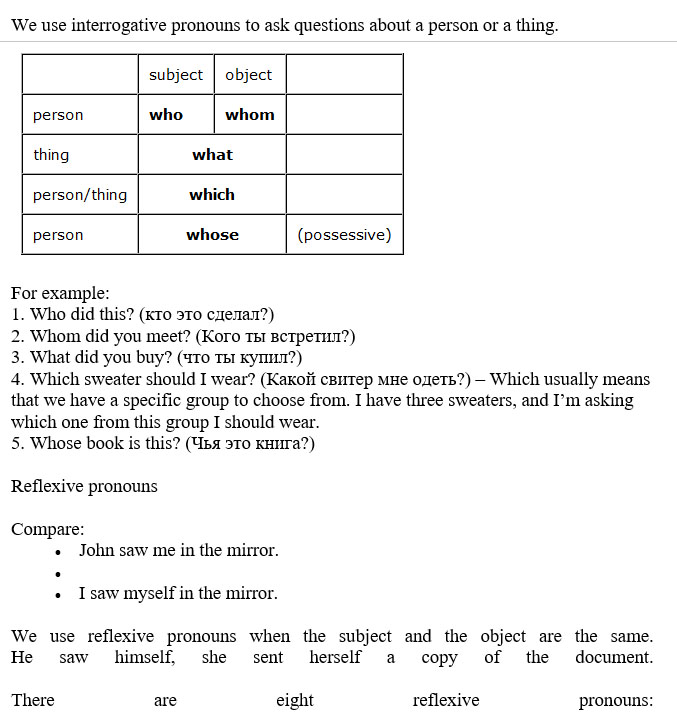 We use interrogative pronouns to ask questions about a person or a thing.
subject object
person who whom
thing what
person/thing which
person whose (possessive)
For example:
1. Who did this? (кто это сделал?)
2. Whom did you meet? (Кого ты встретил?)
3. What did you buy? (что ты купил?)
4. Which sweater should I wear? (Какой свитер мне одеть?) – Which usually means
that we have a specific group to choose from. I have three sweaters, and I’m asking
which one from this group I should wear.
5. Whose book is this? (Чья это книга?)
Reflexive pronouns
Compare:
• John saw me in the mirror.
•
• I saw myself in the mirror.
We use reflexive pronouns when the subject and the object are the same.
He saw himself, she sent herself a copy of the document.
There are eight reflexive pronouns: